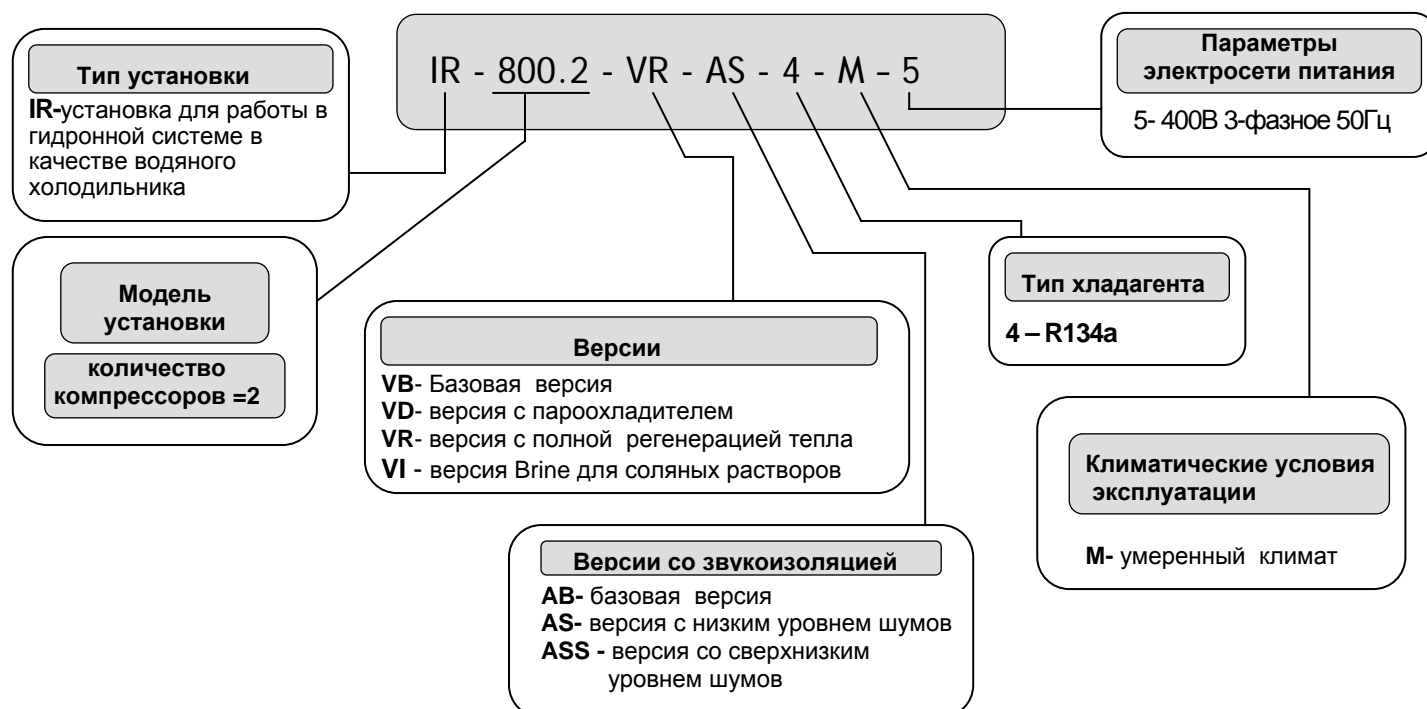 IR - 800.2 - VR - AS - 4 - M - 5
Тип установки
IR-установка для работы в
гидронной системе в
качестве водяного
холодильника
Параметры
электросети питания
5- 400В 3-фазное 50Гц
Модель
установки
количество
компрессоров =2
Версии
VB- Базовая версия
VD- версия с пароохладителем
VR- версия с полной регенерацией тепла
VI - версия Brine для соляных растворов
Тип хладагента
4 – R134a
Климатические условия
эксплуатации
M- умеренный климат
Версии со звукоизоляцией
AB- базовая версия
AS- версия с низким уровнем шумов
ASS - версия со сверхнизким
уровнем шумов